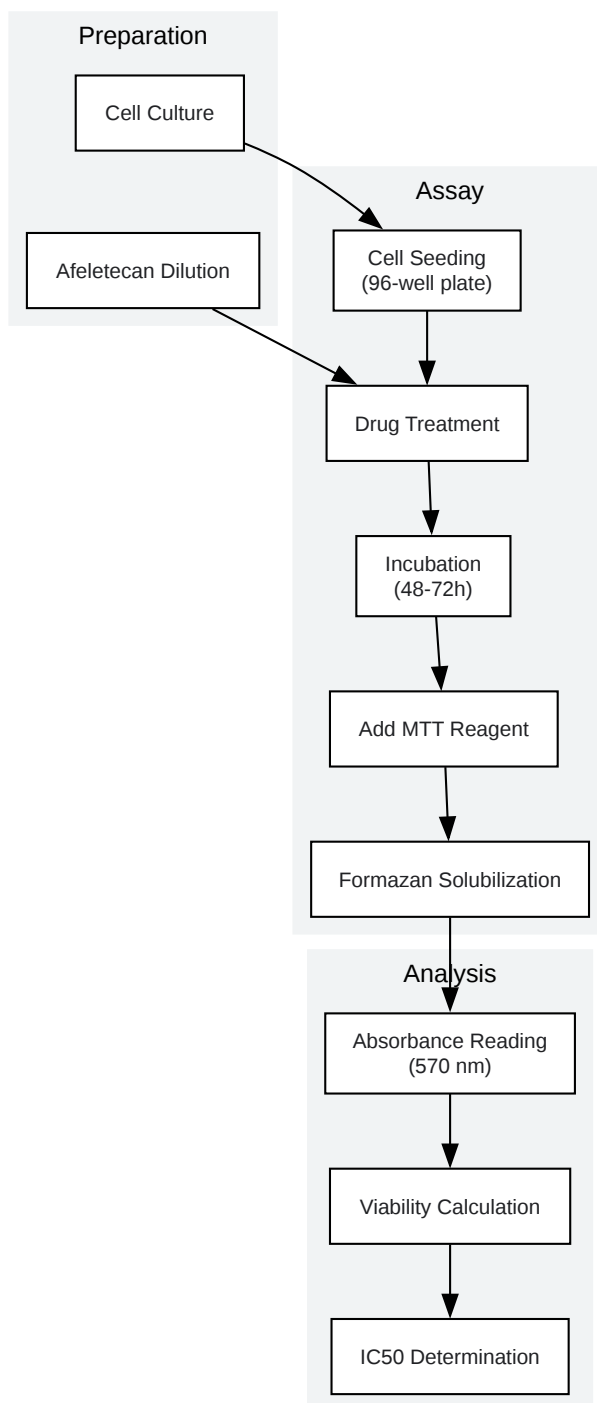 Preparation
Cell Culture
Afeletecan Dilution
Assay
Cell Seeding
(96-well plate)
Drug Treatment
Incubation
(48-72h)
Add MTT Reagent
Formazan Solubilization
Analysis
Absorbance Reading
(570 nm)
Viability Calculation
IC50 Determination